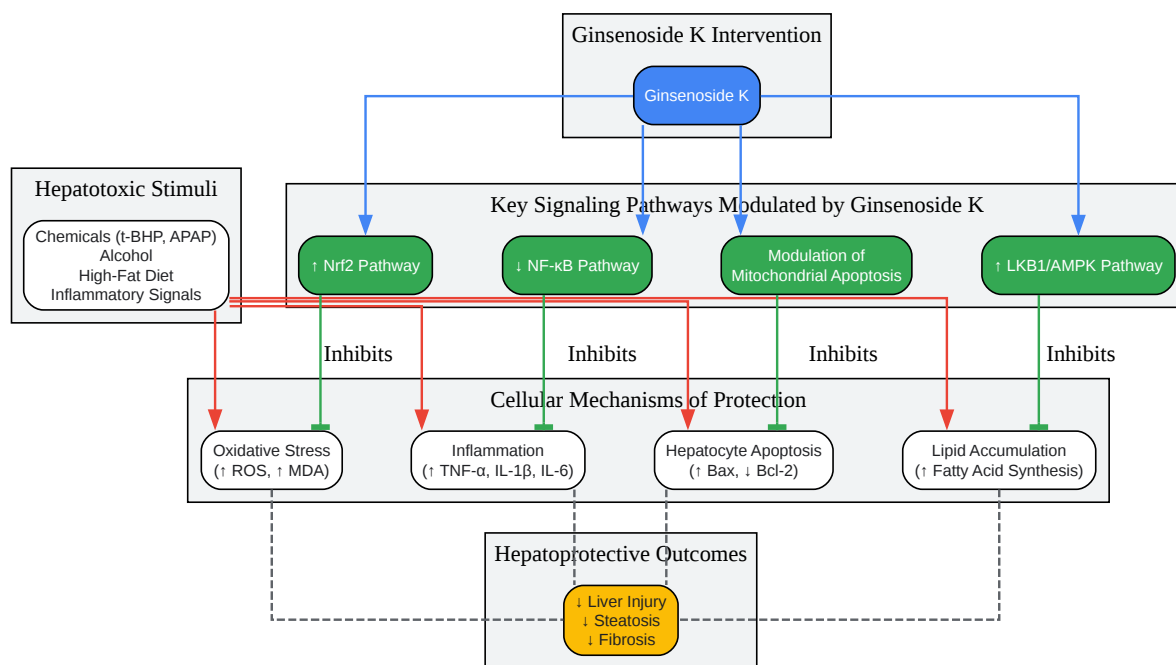 Ginsenoside K Intervention
Ginsenoside K
Hepatotoxic Stimuli
Chemicals (t-BHP, APAP)
Alcohol
High-Fat Diet
Inflammatory Signals
Key Signaling Pathways Modulated by Ginsenoside K
↑ Nrf2 Pathway
↓ NF-κB Pathway
Modulation of
Mitochondrial Apoptosis
↑ LKB1/AMPK Pathway
Inhibits
Inhibits
Inhibits
Inhibits
Cellular Mechanisms of Protection
Oxidative Stress
(↑ ROS, ↑ MDA)
Inflammation
(↑ TNF-α, IL-1β, IL-6)
Hepatocyte Apoptosis
(↑ Bax, ↓ Bcl-2)
Lipid Accumulation
(↑ Fatty Acid Synthesis)
Hepatoprotective Outcomes
↓ Liver Injury
↓ Steatosis
↓ Fibrosis